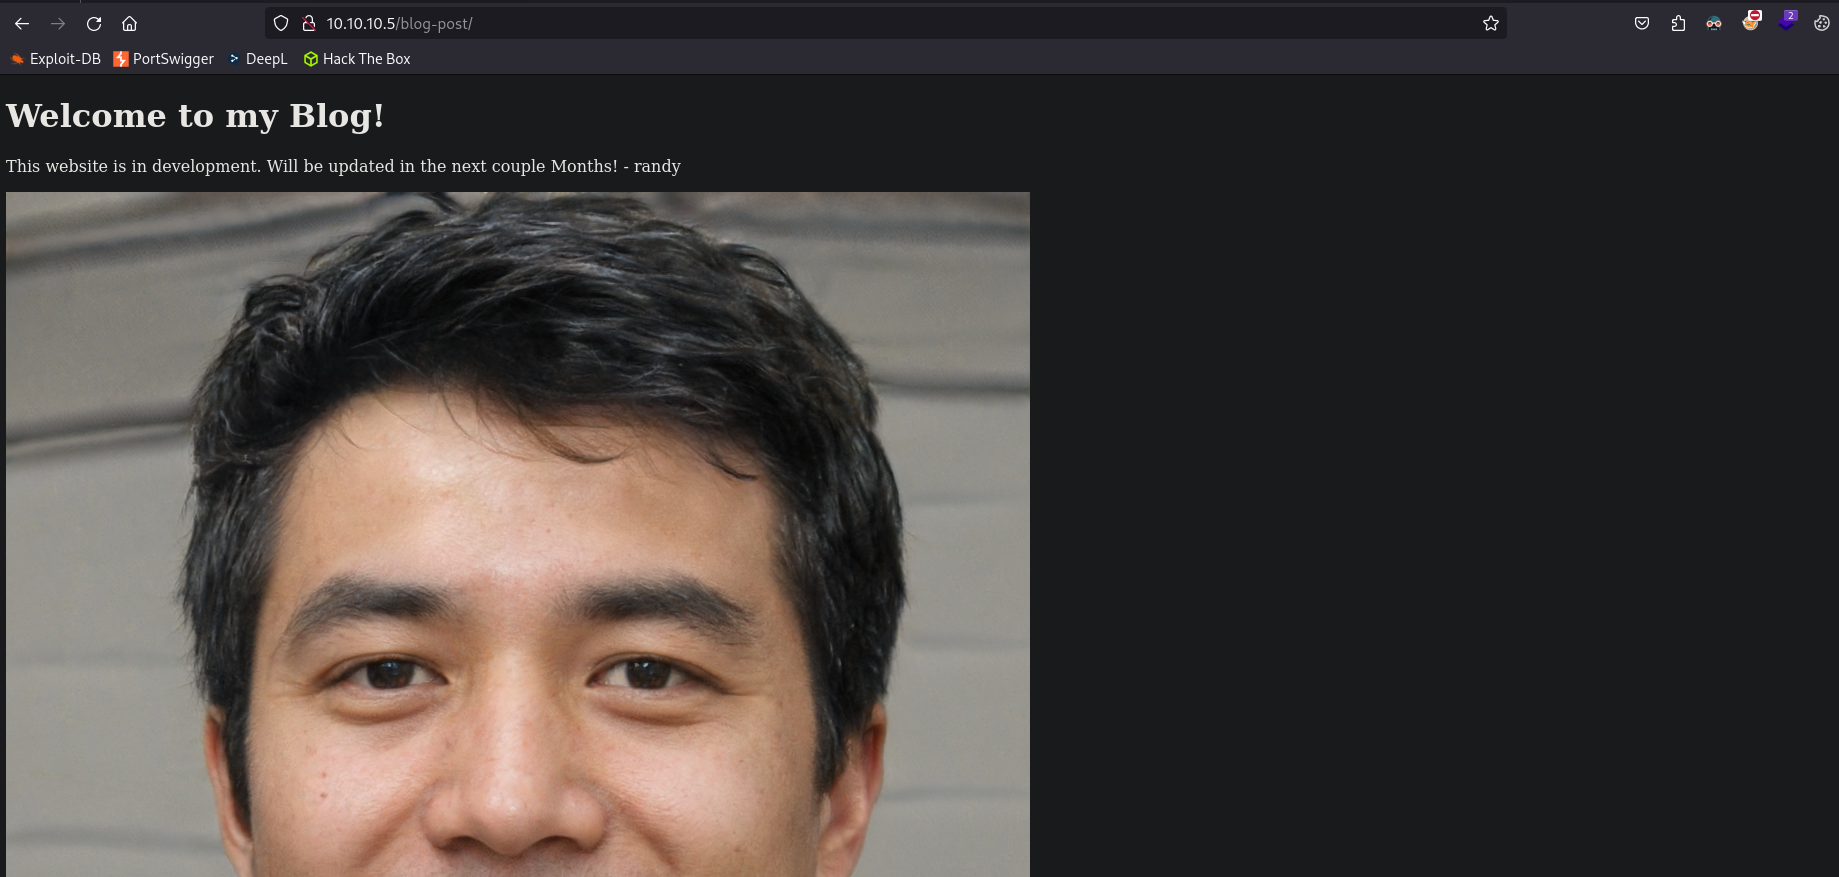 10.10.10.5/blog-post/
2
Exploit-DB PortSwigger DeepL Hack The Box
Welcome to my Blog!
This website is in development. Will be updated in the next couple Months! - randy